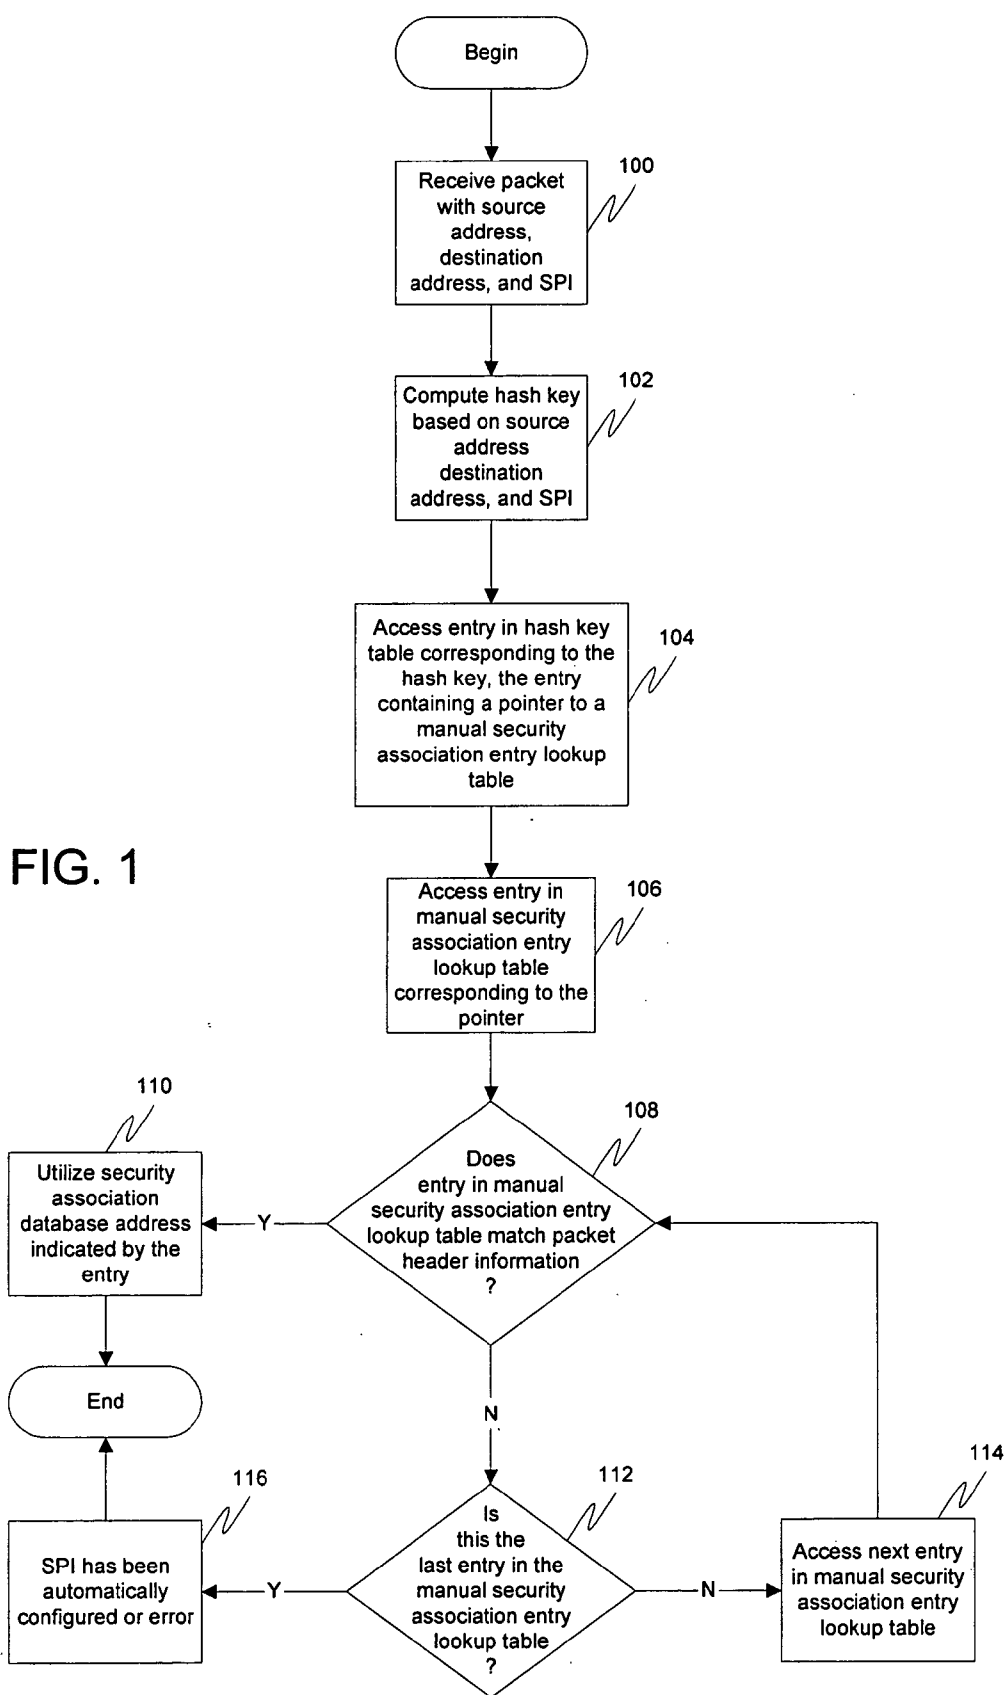 Begin
100
Receive packet
with source
address,
destination
address, and SPI
102
Compute hash key
based on source
address
destination
address, and SPI
104
Access entry in hash key
table corresponding to the
hash key, the entry
containing a pointer to a
manual security
association entry lookup
table
FIG. 1
106
Access entry in
manual security
association entry
lookup table
corresponding to the
pointer
108
Does
entry in manual
security association entry
lookup table match packet
header information
?
Y
110
Utilize security
association
database address
indicated by the
entry
End
N
112
Is
this the
last entry in the
manual security
association entry
lookup table
?
Y
N
116
SPI has been
automatically
configured or error
114
Access next entry
in manual security
association entry
lookup table